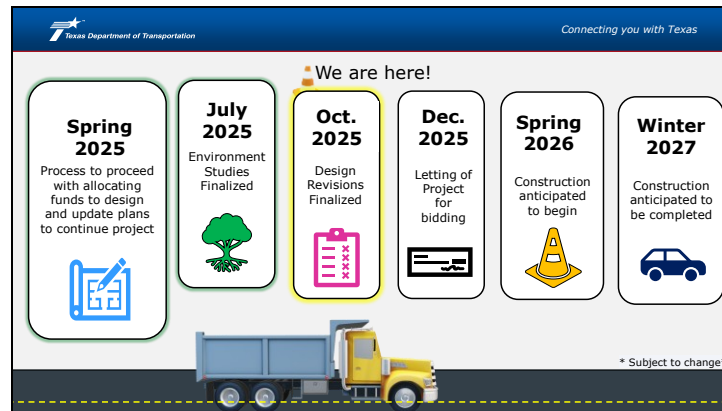 Texas Department of Transportation
Connecting you with Texas
We are here!
Spring
2025
Process to proceed
with allocating
funds to design
and update plans
to continue project
July
2025
Environment
Studies
Finalized
Oct.
2025
Design
Revisions
Finalized
Dec.
2025
Letting of
Project
for
bidding
Spring
2026
Construction
anticipated
to begin
Winter
2027
Construction
anticipated to
be completed
* Subject to change*